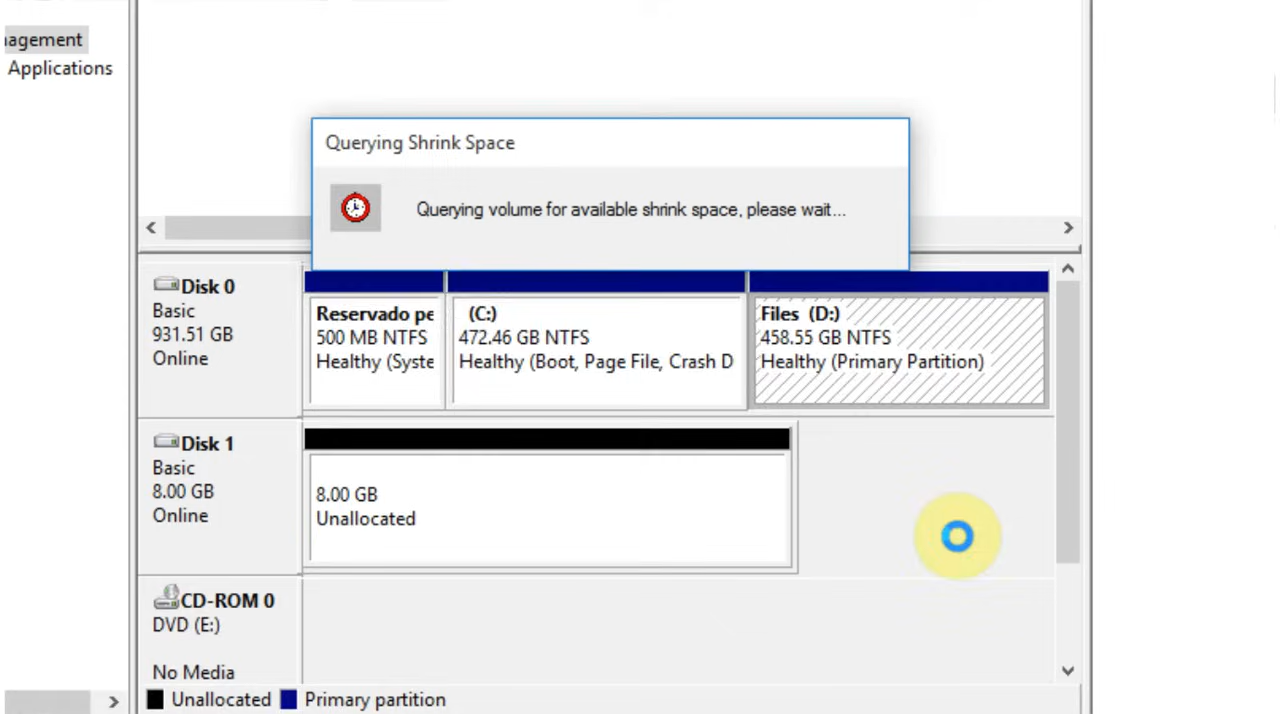 nagement
Applications
Querying Shrink Space
Querying volume for available shrink space, please wait...
Disk 0
Basic
931.51 GB
Online
Reservado pe
500 MB NTFS
Healthy (Syste
(C:)
472.46 GB NTFS
Healthy (Boot, Page File, Crash D
Files (D:)
458.55 GB NTFS
Healthy (Primary Partition)
Disk 1
Basic
8.00 GB
Online
8.00 GB
Unallocated
CD-ROM 0
DVD (E:)
No Media
Unallocated Primary partition